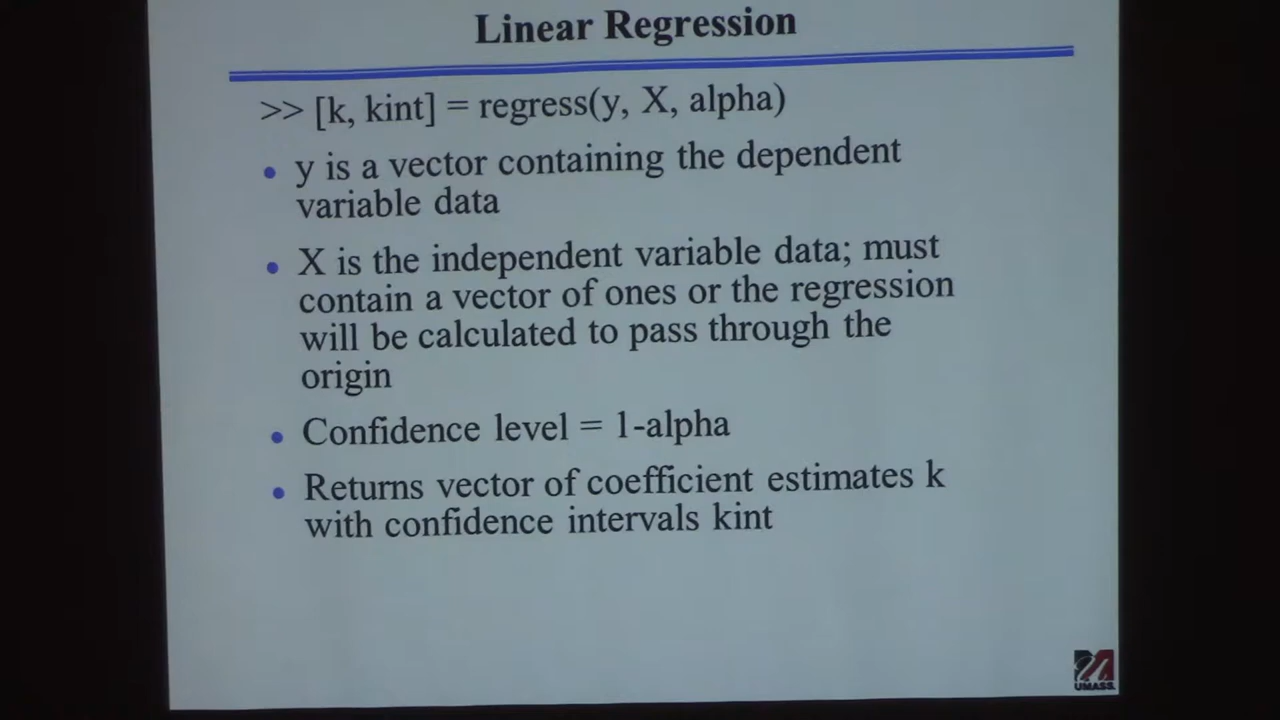 Linear Regression
>> [k, kint] = regress(y, X, alpha)
• y is a vector containing the dependent
variable data
• X is the independent variable data; must
contain a vector of ones or the regression
will be calculated to pass through the
origin
• Confidence level = 1-alpha
• Returns vector of coefficient estimates k
with confidence intervals kint
UMASS